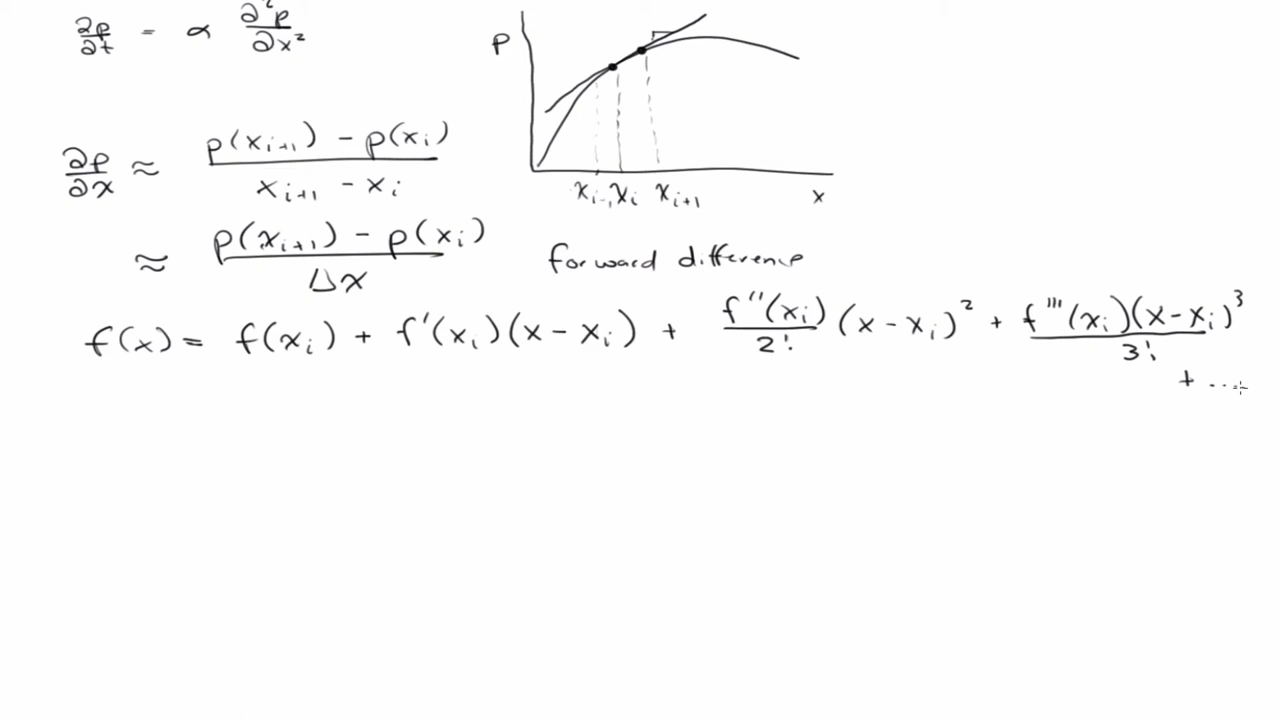 ∂p/∂t = α ∂²p/∂x²
p
∂p/∂x ≈ (p(x_{i+1}) - p(x_i)) / (x_{i+1} - x_i)
x_{i-1} x_i x_{i+1} x
≈ (p(x_{i+1}) - p(x_i)) / Δx forward difference
f(x) = f(x_i) + f'(x_i)(x - x_i) + f''(x_i)/2! (x - x_i)² + f'''(x_i)(x - x_i)³/3!
+ ...